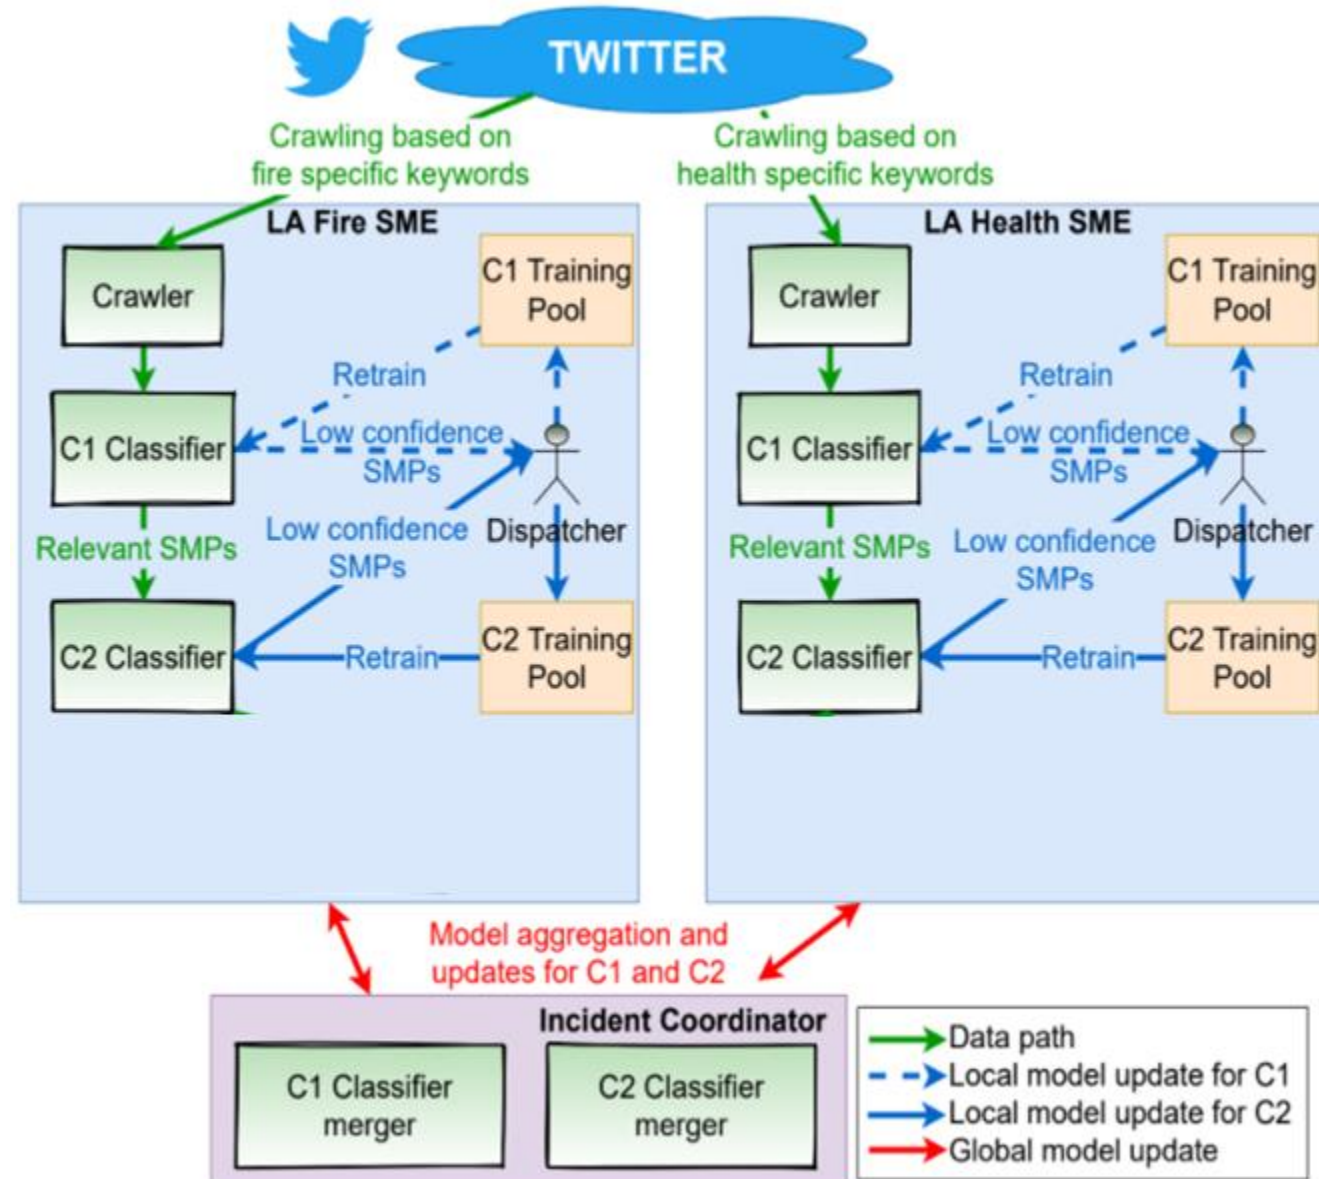 TWITTER
Crawling based on
fire specific keywords
Crawling based on
health specific keywords
LA Fire SME
Crawler
C1 Training
Pool
Retrain
C1 Classifier
Low confidence
SMPs
Dispatcher
Relevant SMPs
Low confidence
SMPs
C2 Classifier
Retrain
C2 Training
Pool
LA Health SME
Crawler
C1 Training
Pool
Retrain
C1 Classifier
Low confidence
SMPs
Dispatcher
Relevant SMPs
Low confidence
SMPs
C2 Classifier
Retrain
C2 Training
Pool
Model aggregation and
updates for C1 and C2
Incident Coordinator
C1 Classifier
merger
C2 Classifier
merger
Data path
Local model update for C1
Local model update for C2
Global model update